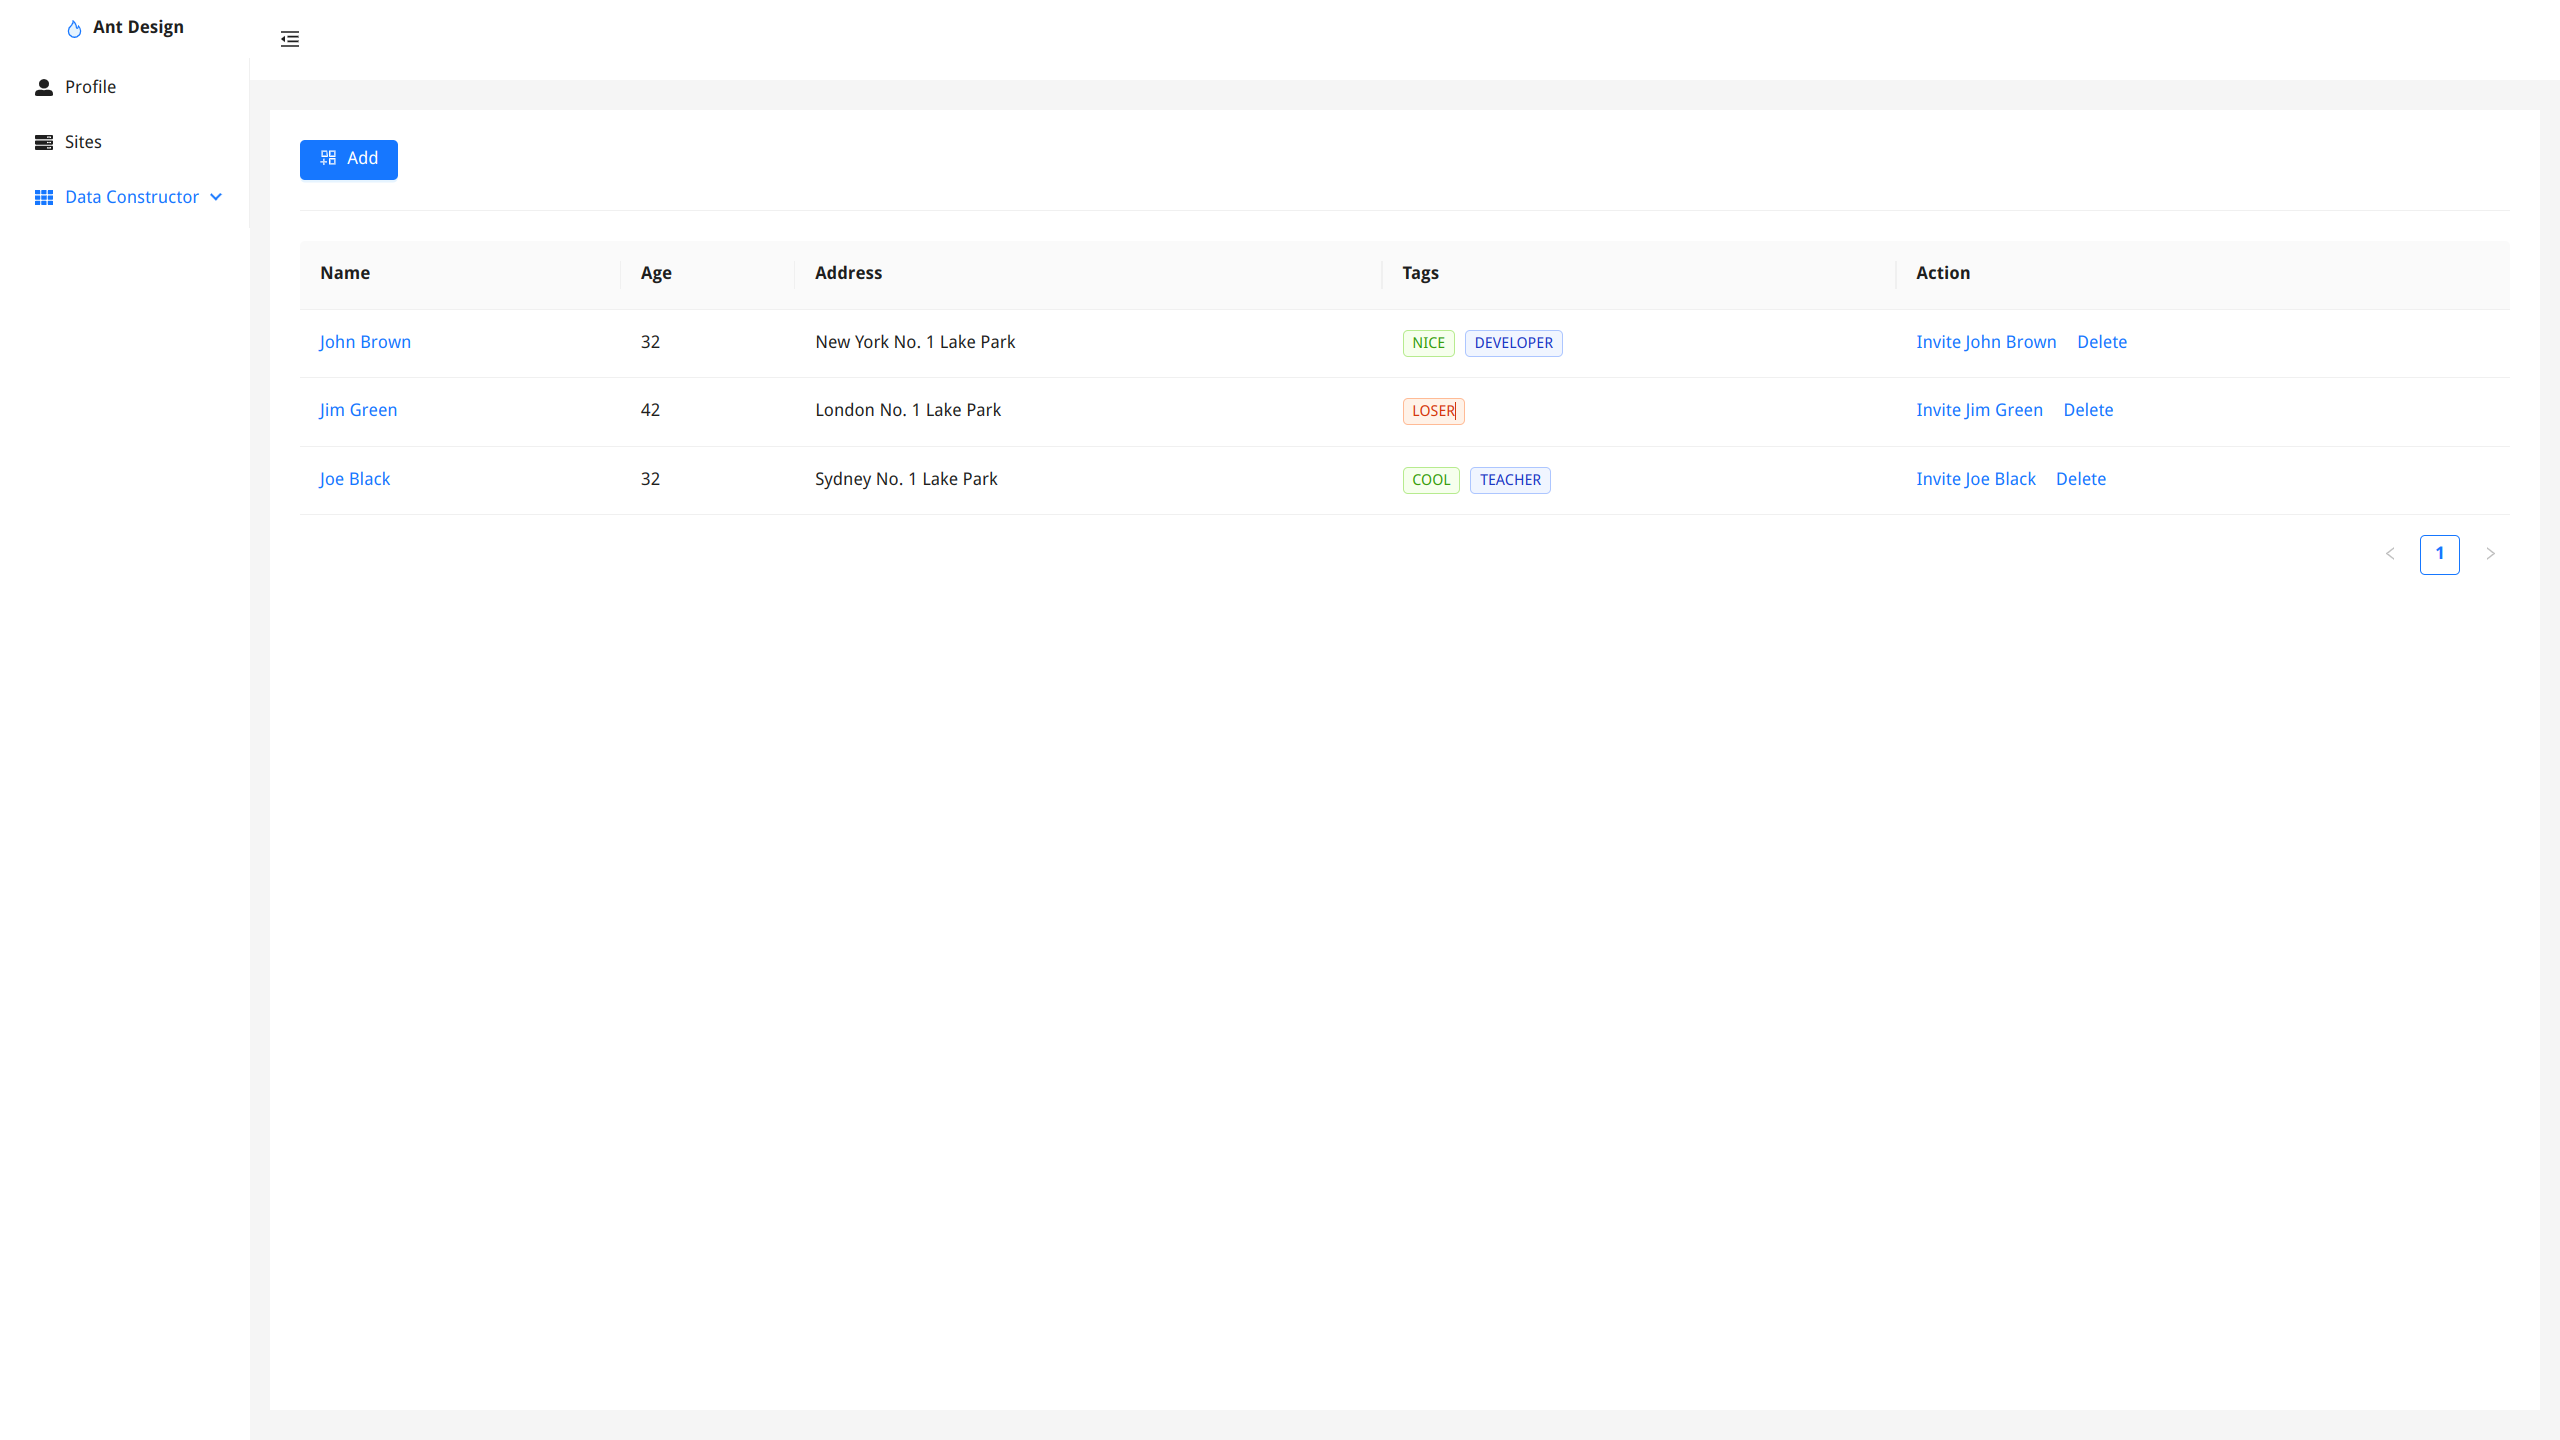 Ant Design
Profile
Sites
Data Constructor
Add
Name Age Address Tags Action
John Brown 32 New York No. 1 Lake Park NICE DEVELOPER Invite John Brown Delete
Jim Green 42 London No. 1 Lake Park LOSER Invite Jim Green Delete
Joe Black 32 Sydney No. 1 Lake Park COOL TEACHER Invite Joe Black Delete
1